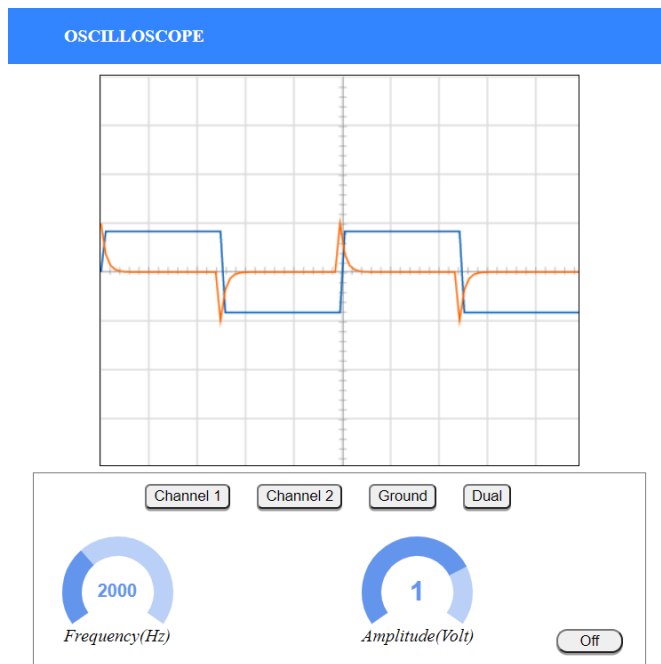 OSCILLOSCOPE
Channel 1 Channel 2 Ground Dual
2000 1
Frequency(Hz) Amplitude(Volt) Off